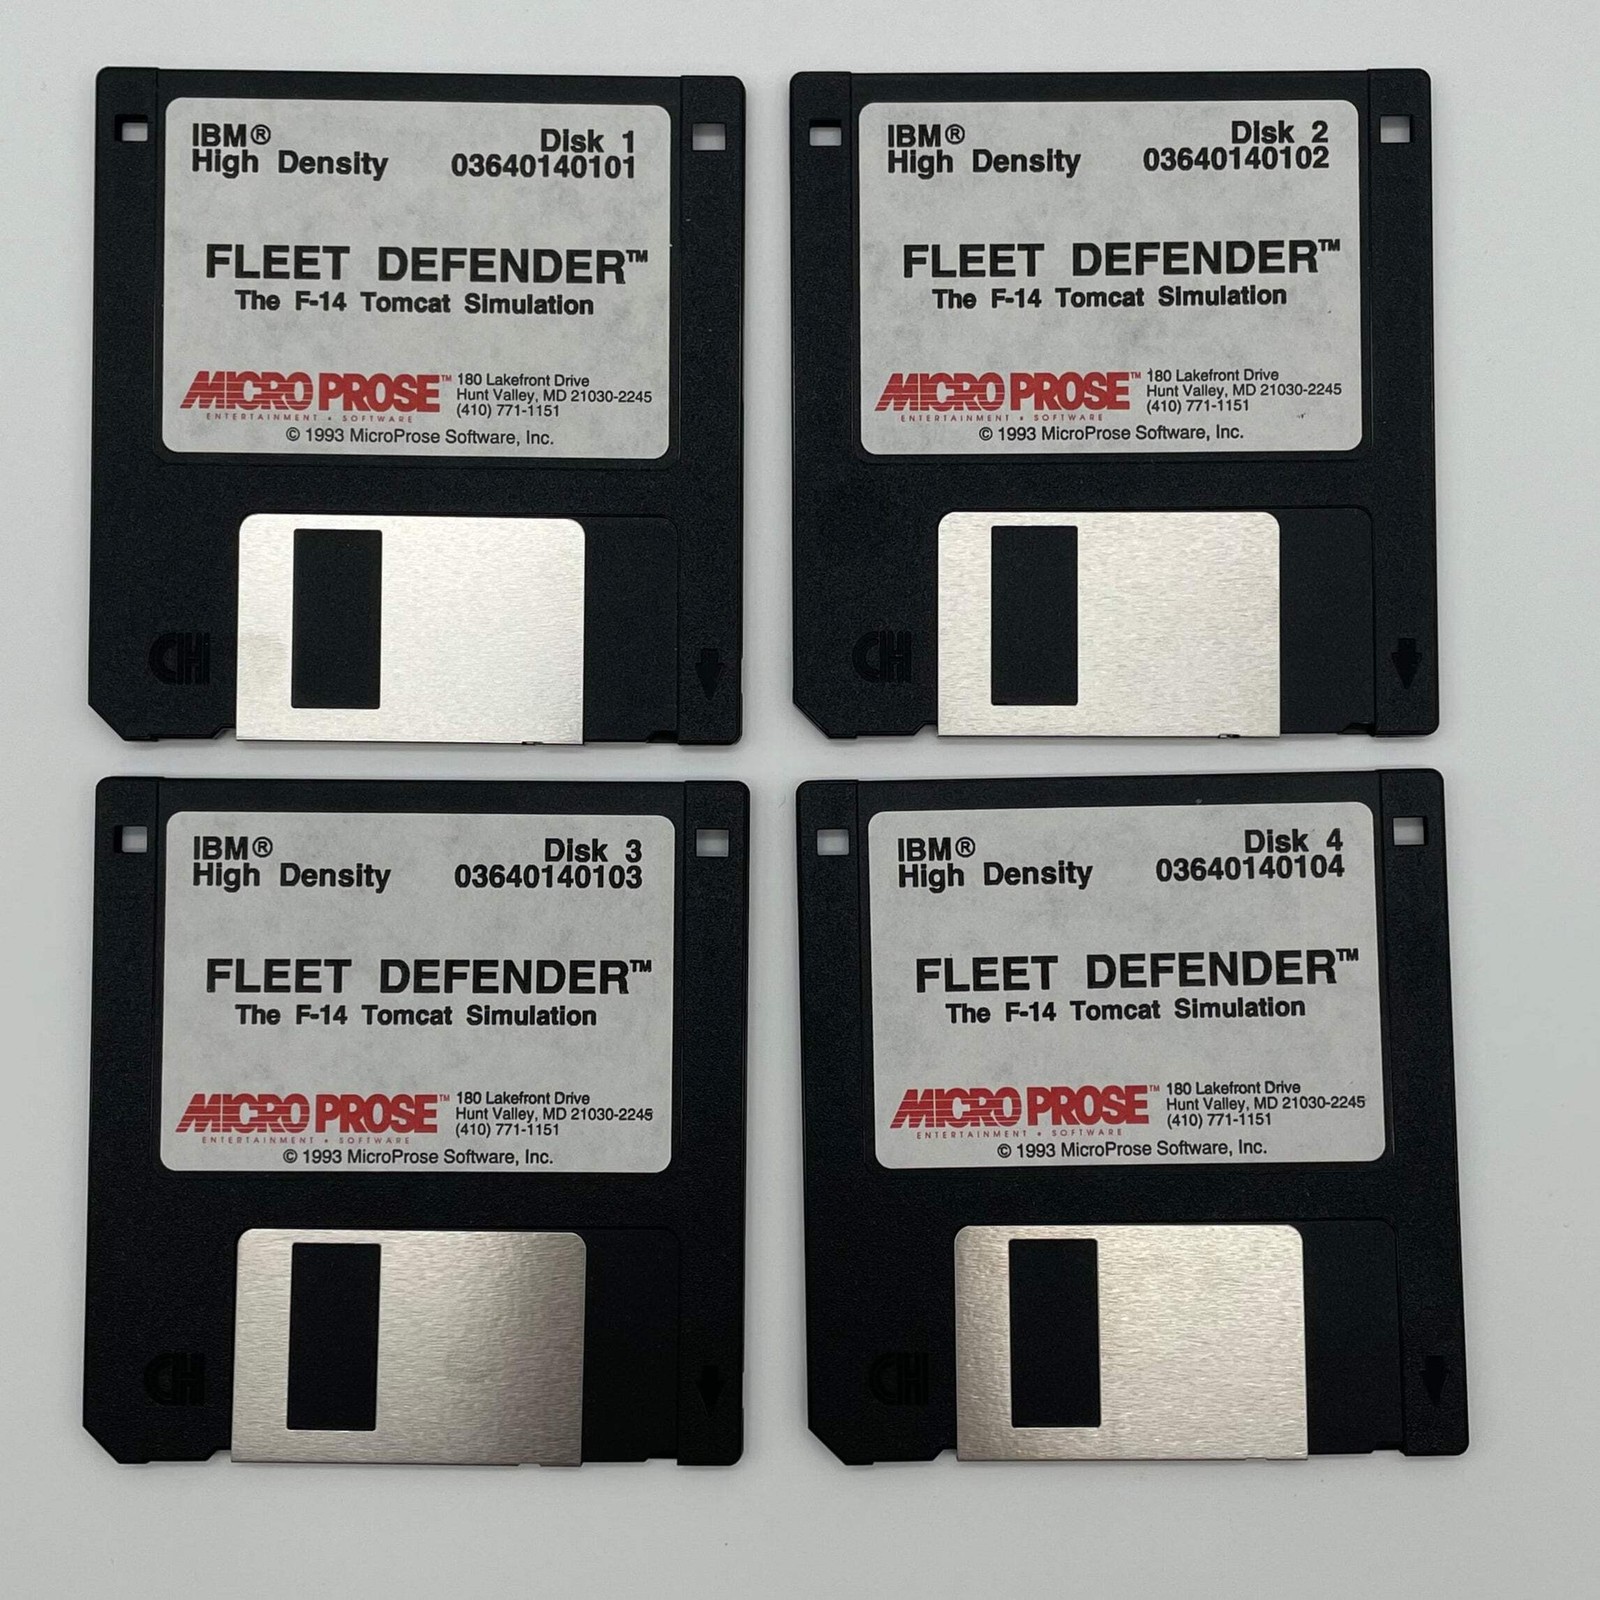 IBM® Disk 1
High Density 03640140101
FLEET DEFENDER™
The F-14 Tomcat Simulation
MICRO PROSE™ 180 Lakefront Drive
Hunt Valley, MD 21030-2245
ENTERTAINMENT • SOFTWARE (410) 771-1151
© 1993 MicroProse Software, Inc.
CH
IBM® Disk 2
High Density 03640140102
FLEET DEFENDER™
The F-14 Tomcat Simulation
MICRO PROSE™ 180 Lakefront Drive
Hunt Valley, MD 21030-2245
ENTERTAINMENT • SOFTWARE (410) 771-1151
© 1993 MicroProse Software, Inc.
CH
IBM® Disk 3
High Density 03640140103
FLEET DEFENDER™
The F-14 Tomcat Simulation
MICRO PROSE™ 180 Lakefront Drive
Hunt Valley, MD 21030-2245
ENTERTAINMENT • SOFTWARE (410) 771-1151
© 1993 MicroProse Software, Inc.
CH
IBM® Disk 4
High Density 03640140104
FLEET DEFENDER™
The F-14 Tomcat Simulation
MICRO PROSE™ 180 Lakefront Drive
Hunt Valley, MD 21030-2245
ENTERTAINMENT • SOFTWARE (410) 771-1151
© 1993 MicroProse Software, Inc.
CH